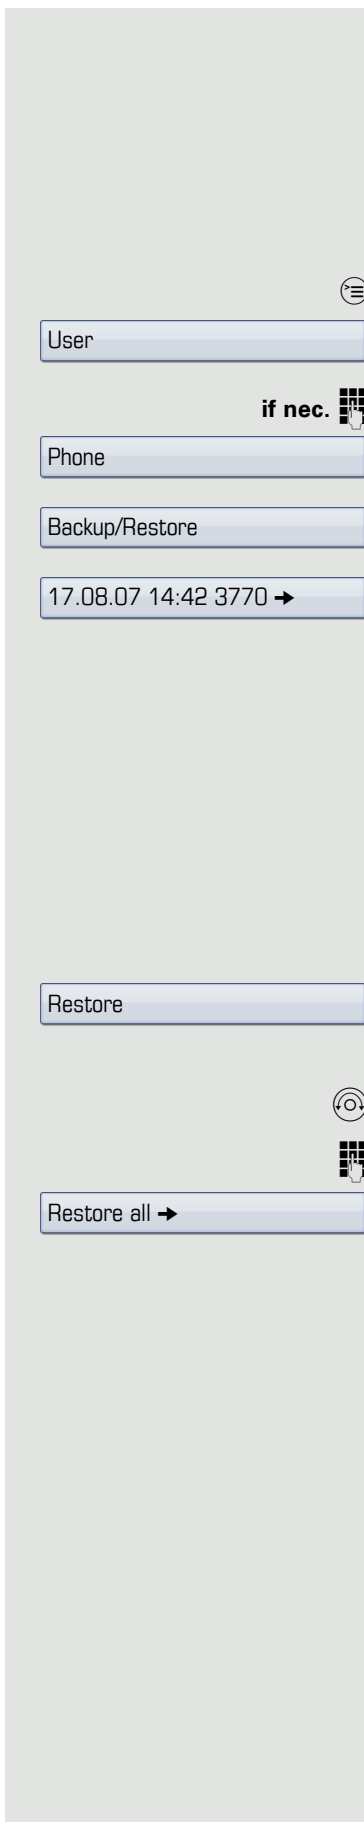 User
if nec.
Phone
Backup/Restore
17.08.07 14:42 3770 →
Restore
Restore all →